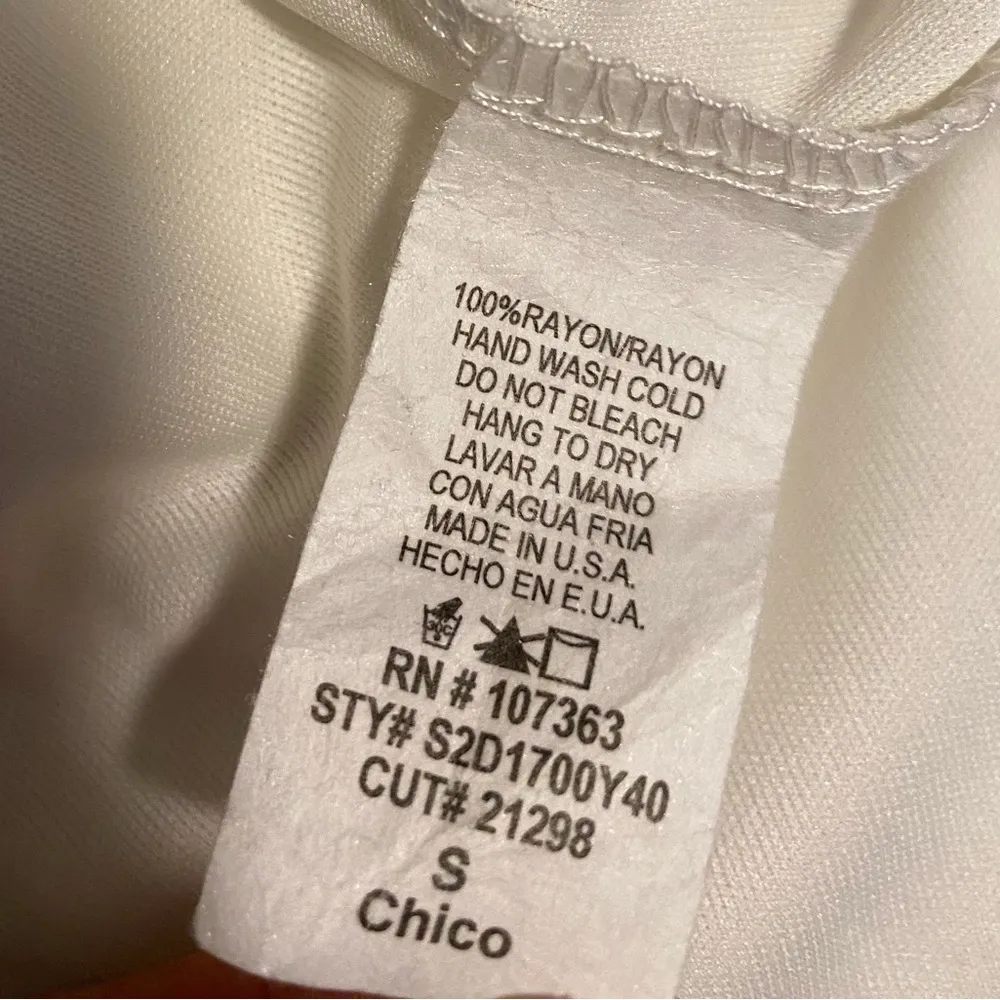 100%RAYON/RAYON
HAND WASH COLD
DO NOT BLEACH
HANG TO DRY
LAVAR A MANO
CON AGUA FRIA
MADE IN U.S.A.
HECHO EN E.U.A.
30C
RN # 107363
STY# S2D1700Y40
CUT# 21298
S
Chico